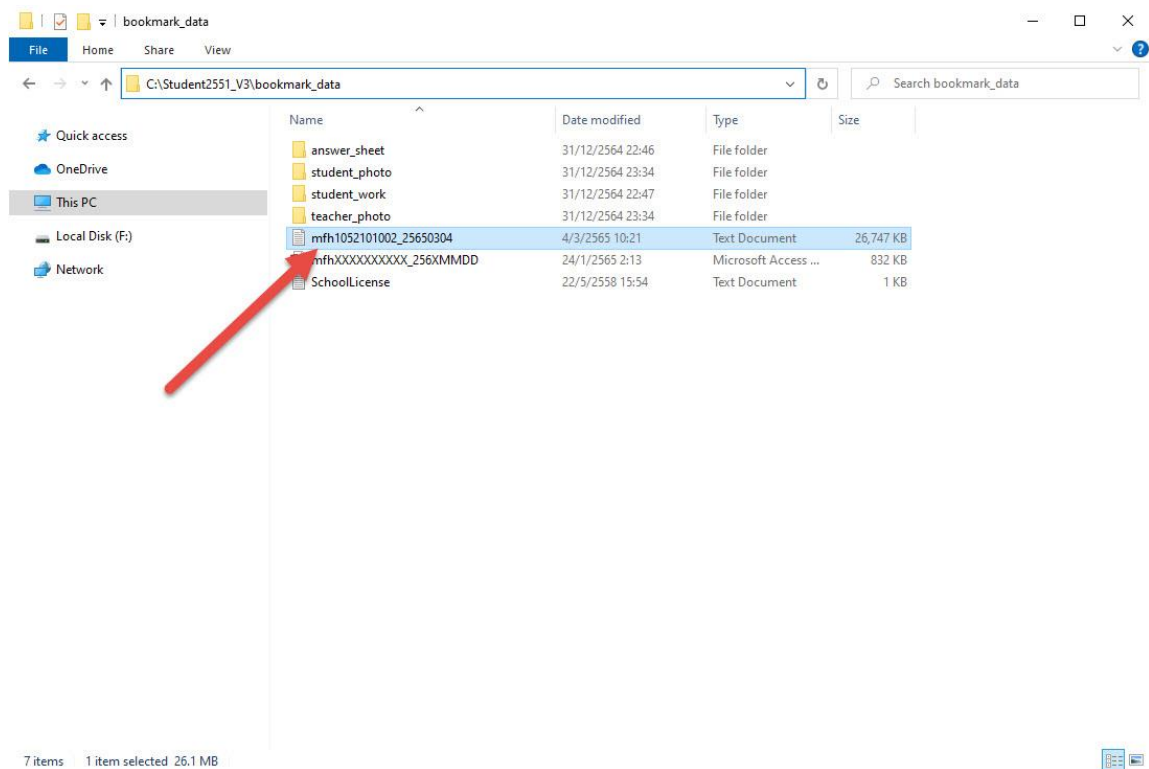 bookmark_data
File Home Share View
C:\Student2551_V3\bookmark_data
Search bookmark_data
Quick access
OneDrive
This PC
Local Disk (F:)
Network
Name Date modified Type Size
answer_sheet 31/12/2564 22:46 File folder
student_photo 31/12/2564 23:34 File folder
student_work 31/12/2564 22:47 File folder
teacher_photo 31/12/2564 23:34 File folder
mfh1052101002_25650304 4/3/2565 10:21 Text Document 26,747 KB
mfhXXXXXXXXXX_256XMMDD 24/1/2565 2:13 Microsoft Access ... 832 KB
SchoolLicense 22/5/2558 15:54 Text Document 1 KB
7 items 1 item selected 26.1 MB